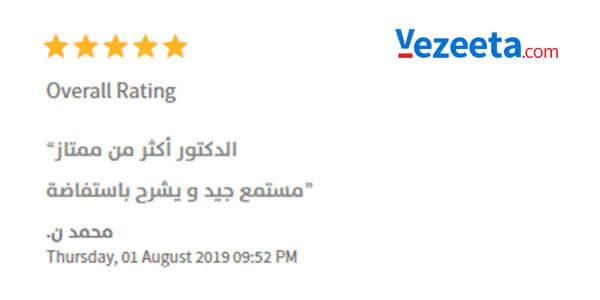 Vezeeta.com
Overall Rating
“الدكتور أكثر من ممتاز
مستمع جيد و يشرح باستفاضة”
محمد ن.
Thursday, 01 August 2019 09:52 PM